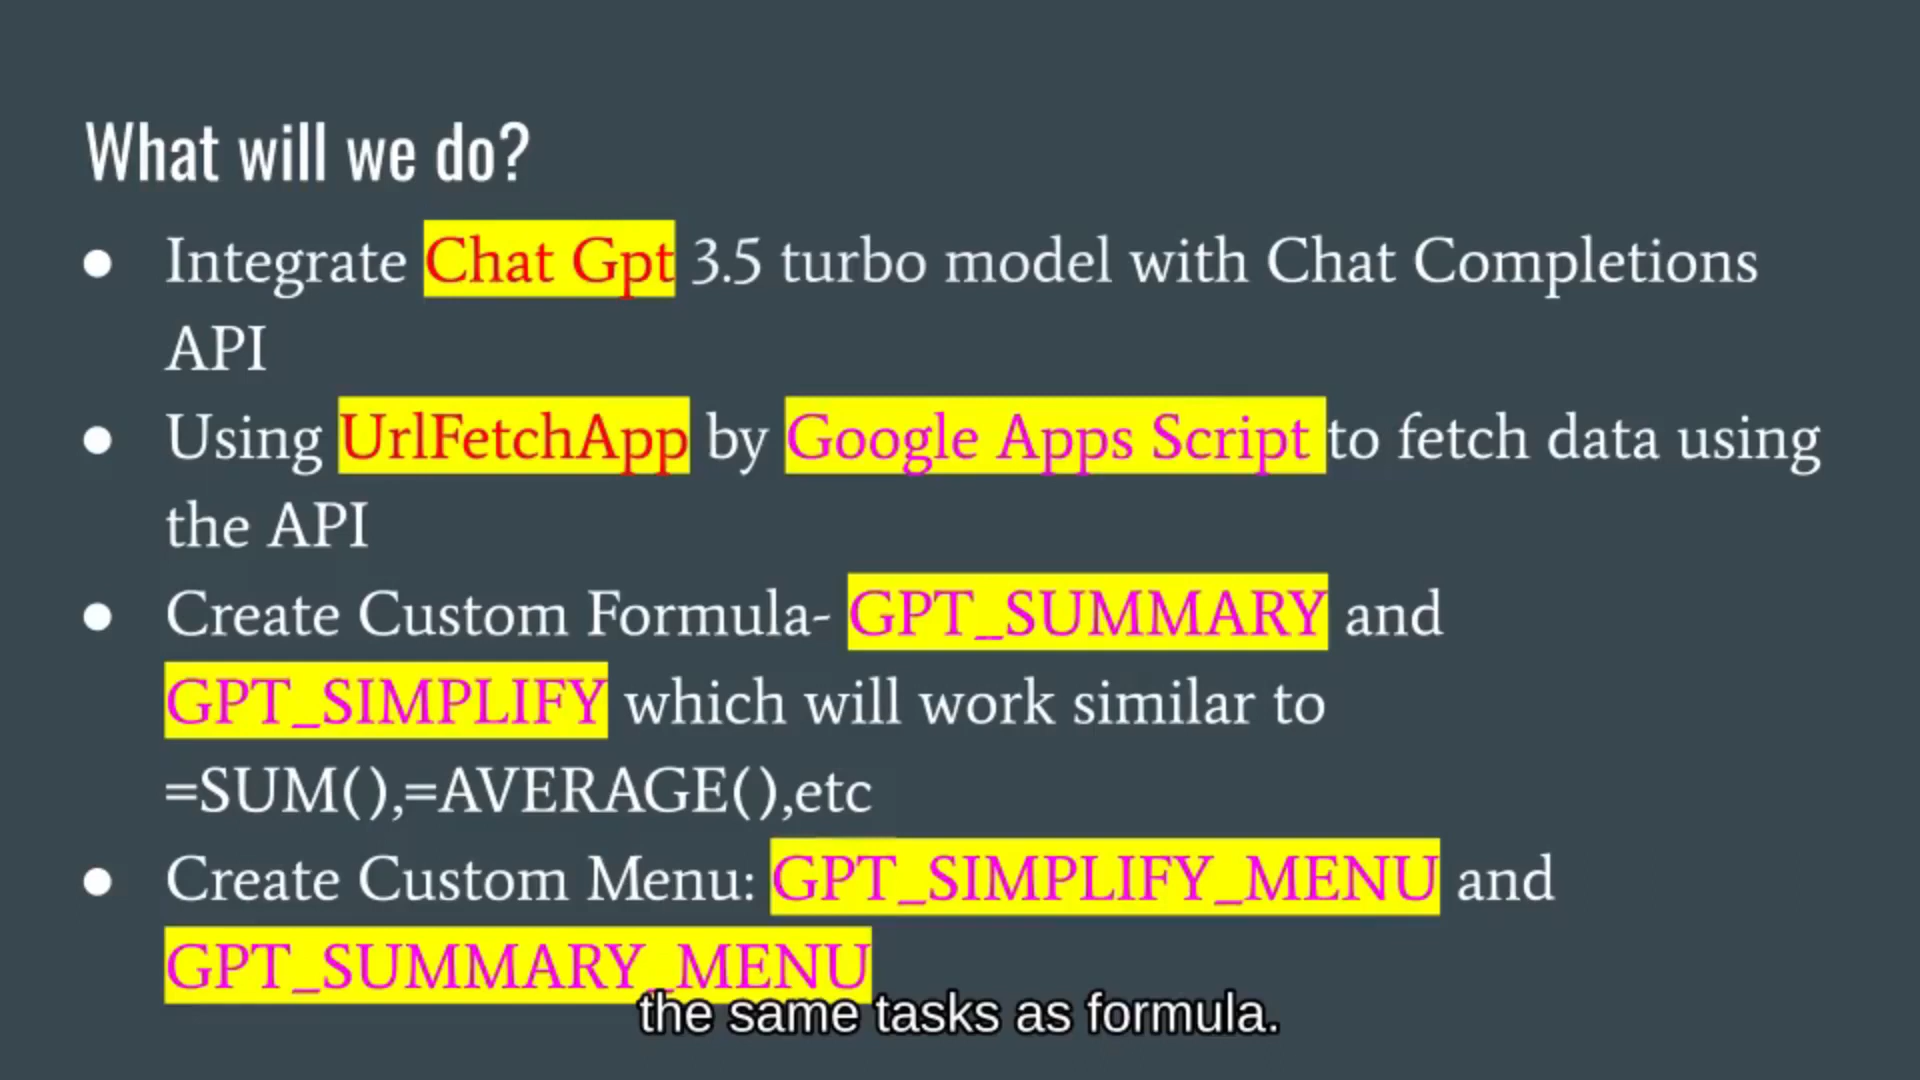 What will we do?
● Integrate Chat Gpt 3.5 turbo model with Chat Completions
API
● Using UrlFetchApp by Google Apps Script to fetch data using
the API
● Create Custom Formula- GPT_SUMMARY and
GPT_SIMPLIFY which will work similar to
=SUM(),=AVERAGE(),etc
● Create Custom Menu: GPT_SIMPLIFY_MENU and
GPT_SUMMARY_MENU
the same tasks as formula.